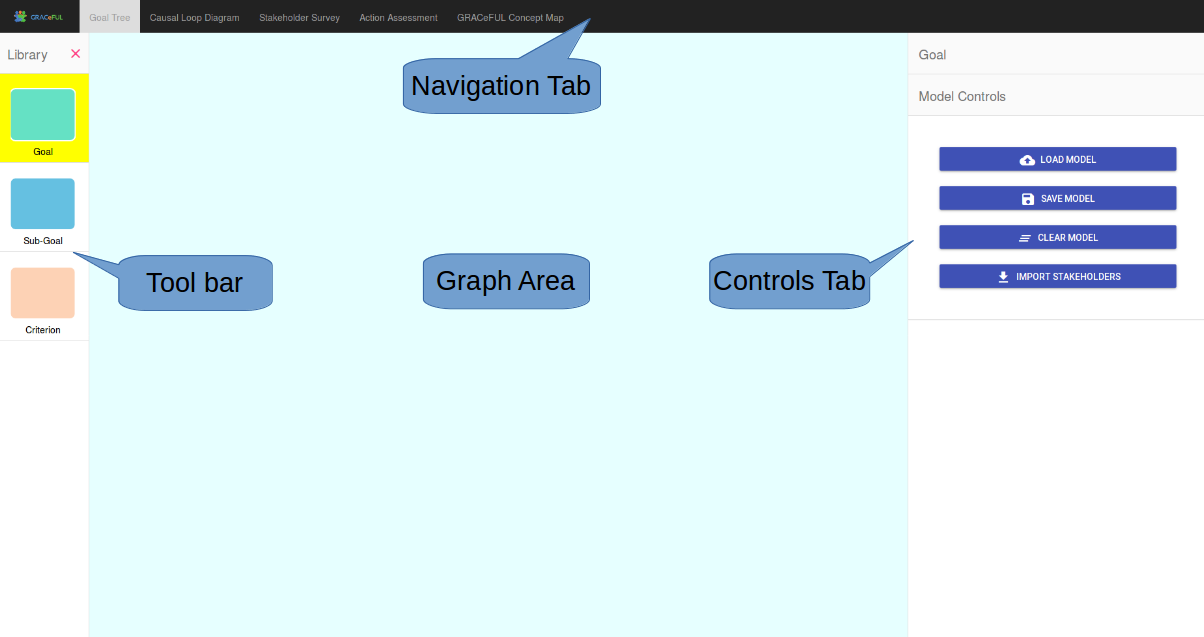 GRACeFUL Goal Tree Causal Loop Diagram Stakeholder Survey Action Assessment GRACeFUL Concept Map
Library
Goal
Sub-Goal
Criterion
Navigation Tab
Tool bar
Graph Area
Controls Tab
Goal
Model Controls
LOAD MODEL
SAVE MODEL
CLEAR MODEL
IMPORT STAKEHOLDERS